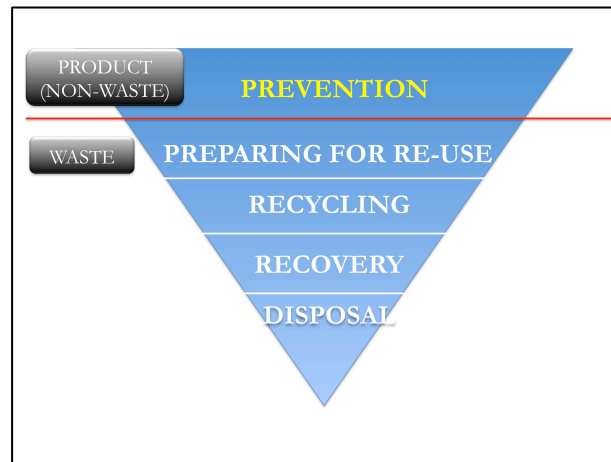 PRODUCT
(NON-WASTE)
PREVENTION
WASTE
PREPARING FOR RE-USE
RECYCLING
RECOVERY
DISPOSAL